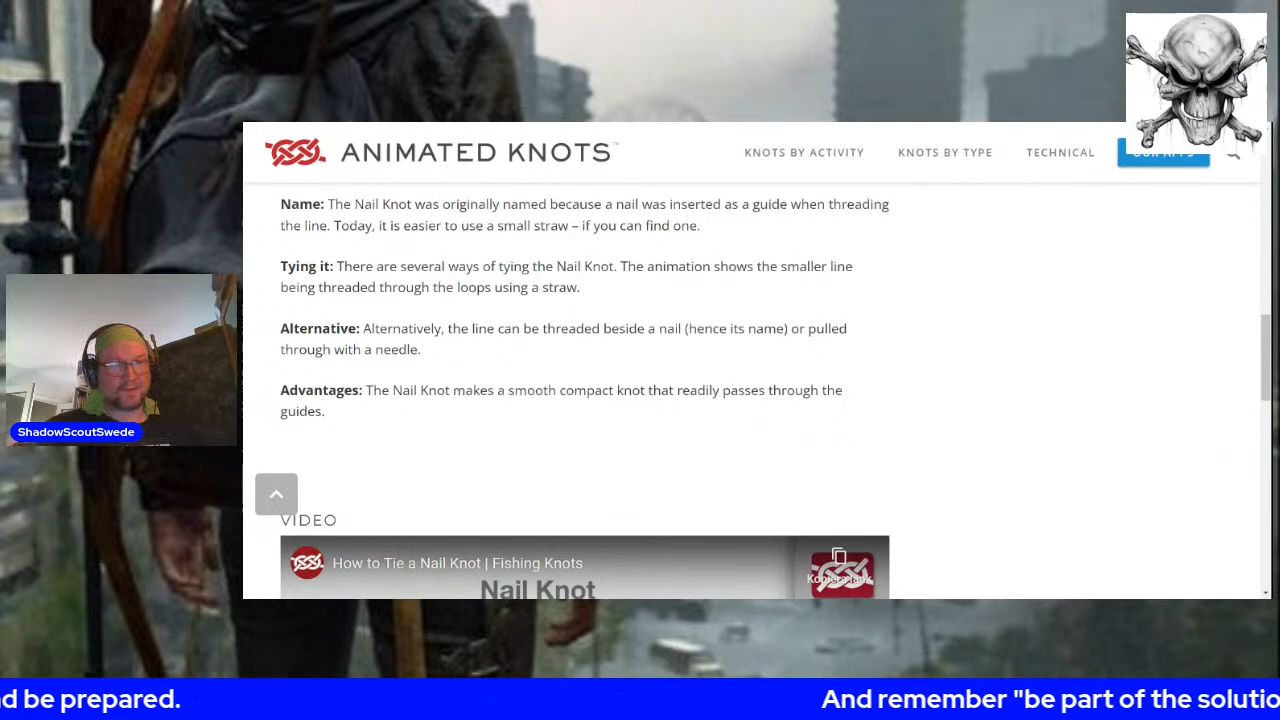 ANIMATED KNOTS™
KNOTS BY ACTIVITY
KNOTS BY TYPE
TECHNICAL
OUR APPS
Name: The Nail Knot was originally named because a nail was inserted as a guide when threading
the line. Today, it is easier to use a small straw – if you can find one.
Tying it: There are several ways of tying the Nail Knot. The animation shows the smaller line
being threaded through the loops using a straw.
Alternative: Alternatively, the line can be threaded beside a nail (hence its name) or pulled
through with a needle.
Advantages: The Nail Knot makes a smooth compact knot that readily passes through the
guides.
ShadowScoutSwede
VIDEO
How to Tie a Nail Knot | Fishing Knots
Kopiera länk
Nail Knot
d be prepared.
And remember "be part of the solutio